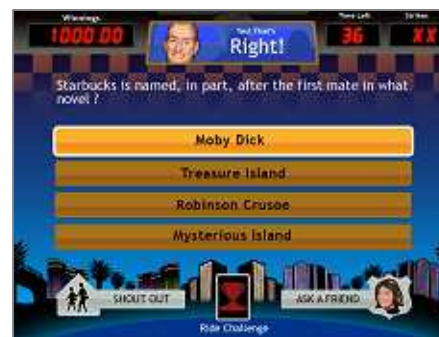 Winnings
1000.00
Yes! That's
Right!
Time Left
36
Strikes
XX
Starbucks is named, in part, after the first mate in what
novel ?
Moby Dick
Treasure Island
Robinson Crusoe
Mysterious Island
SHOUT OUT
ASK A FRIEND
Ride Challenge